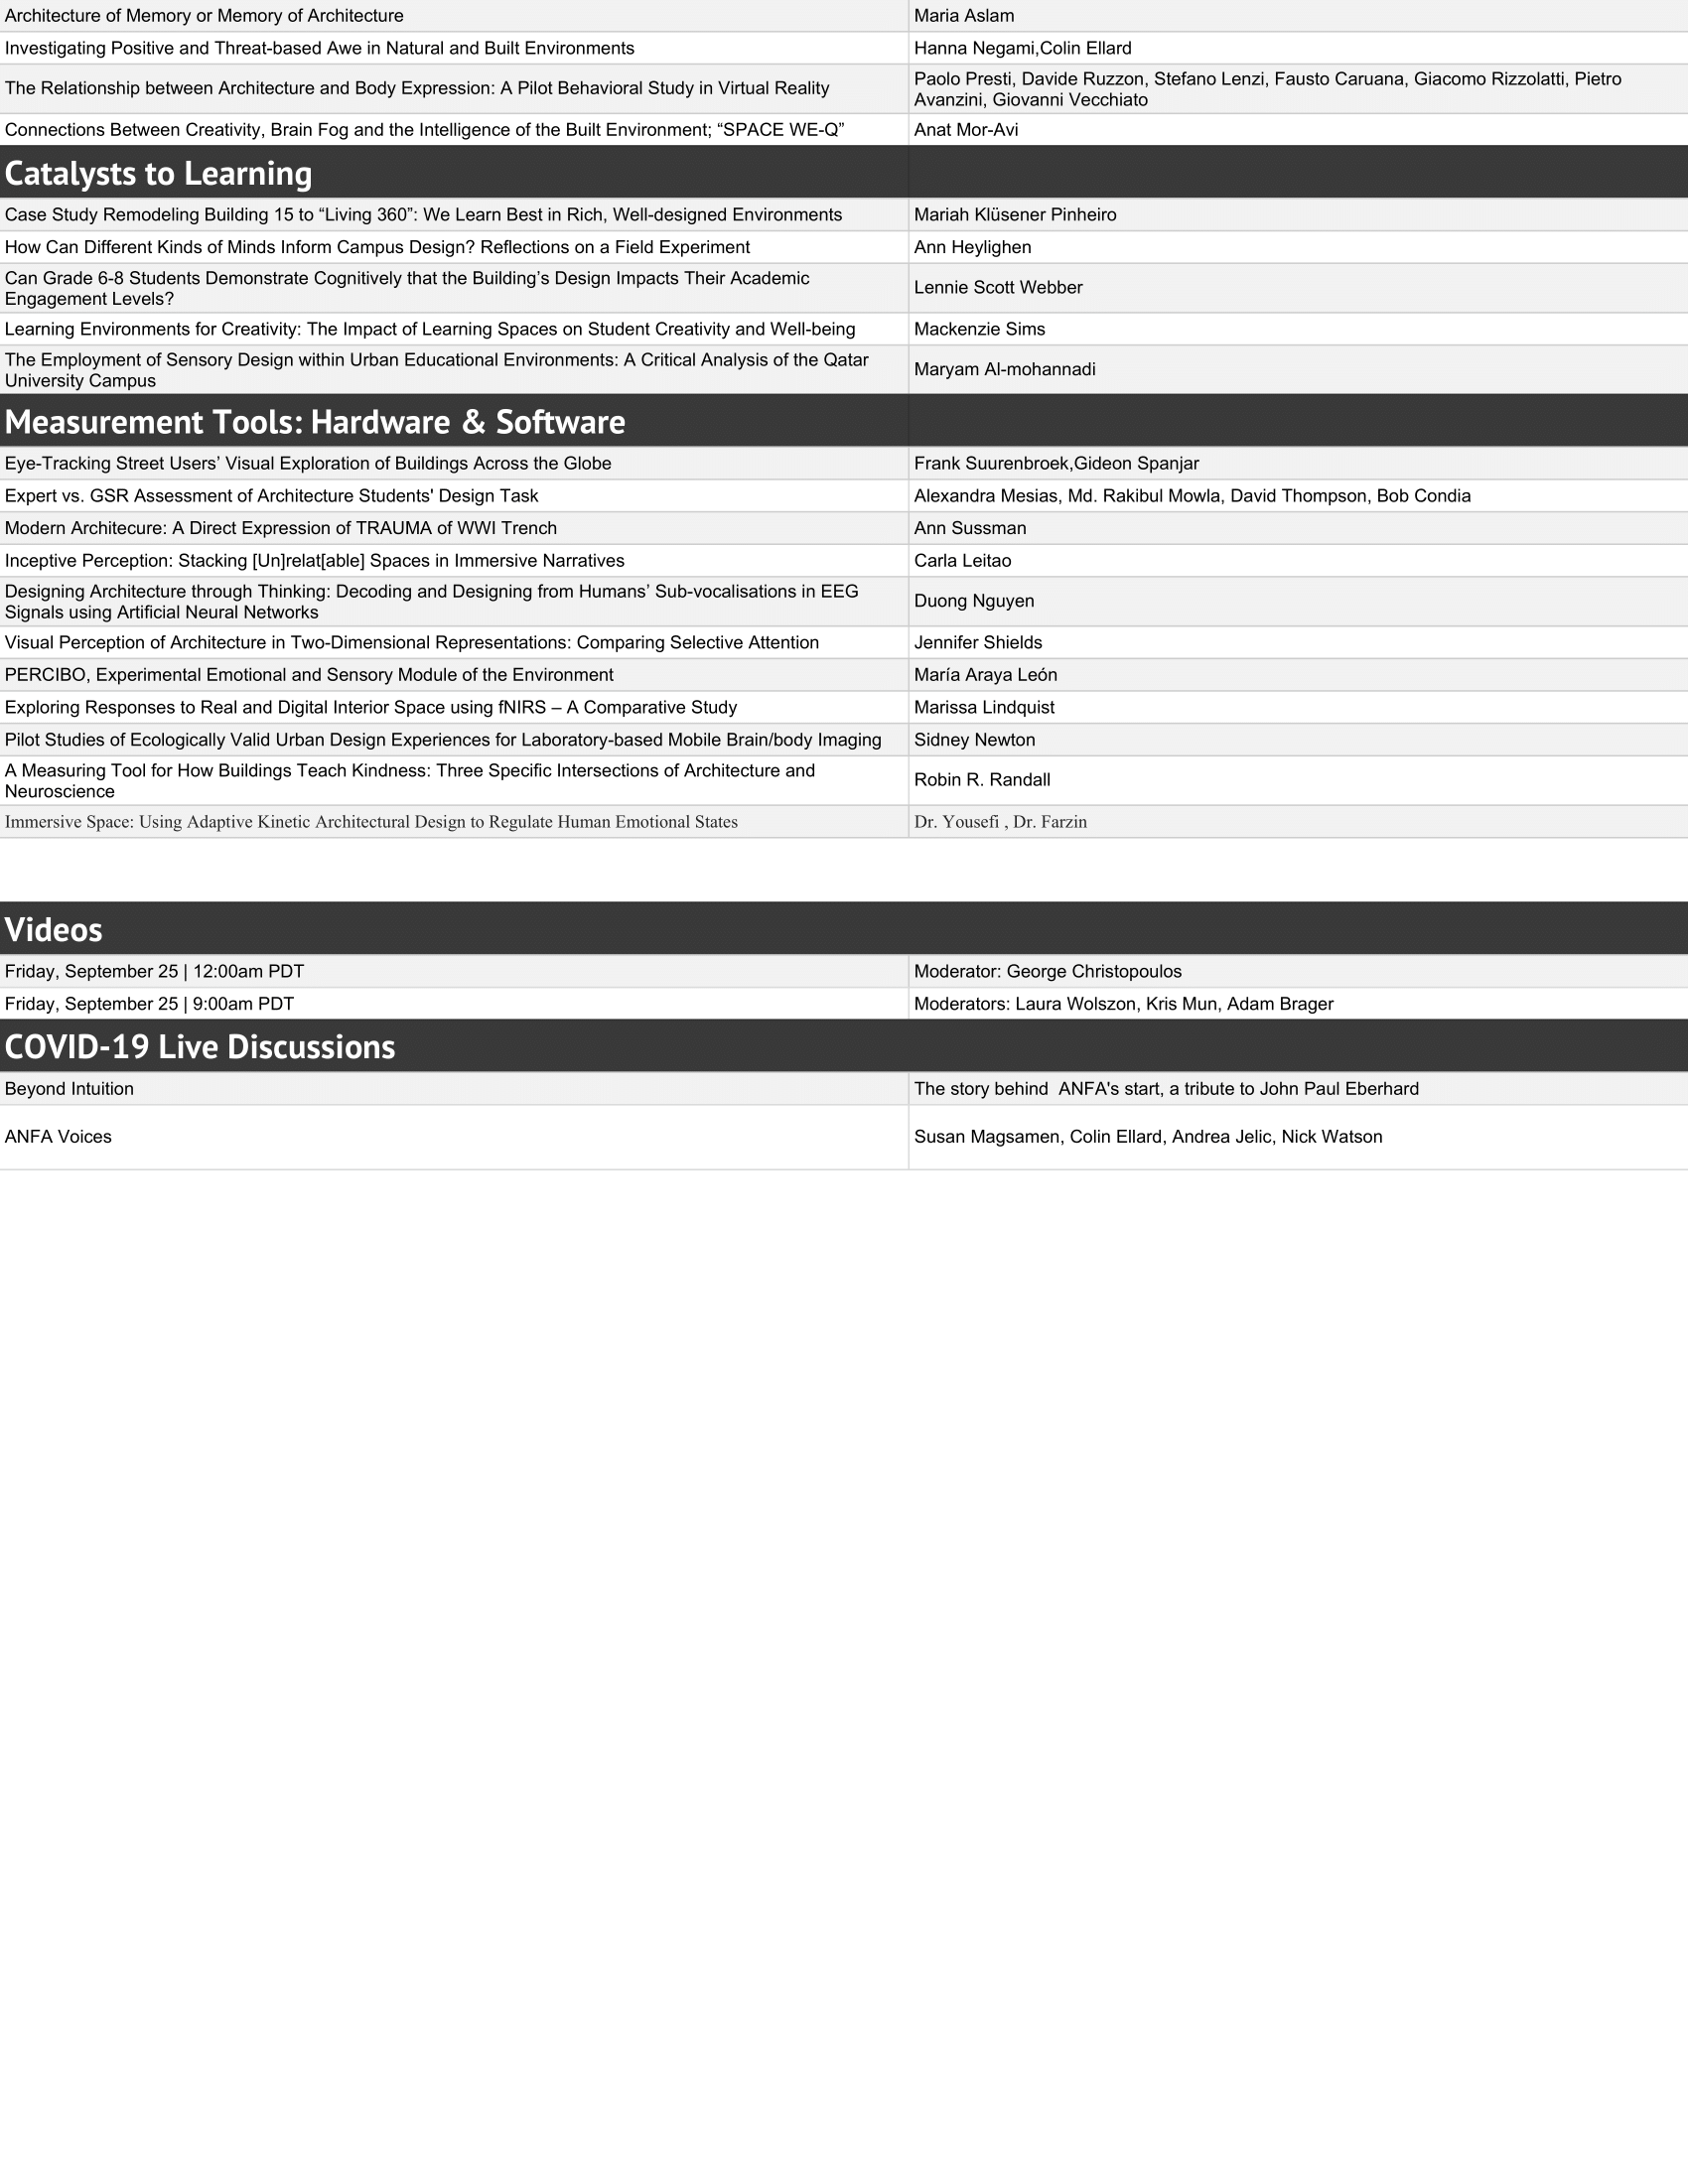 Architecture of Memory or Memory of Architecture
Maria Aslam
Investigating Positive and Threat-based Awe in Natural and Built Environments
Hanna Negami,Colin Ellard
The Relationship between Architecture and Body Expression: A Pilot Behavioral Study in Virtual Reality
Paolo Presti, Davide Ruzzon, Stefano Lenzi, Fausto Caruana, Giacomo Rizzolatti, Pietro
Avanzini, Giovanni Vecchiato
Connections Between Creativity, Brain Fog and the Intelligence of the Built Environment; “SPACE WE-Q”
Anat Mor-Avi
Catalysts to Learning
Case Study Remodeling Building 15 to “Living 360”: We Learn Best in Rich, Well-designed Environments
Mariah Klüsener Pinheiro
How Can Different Kinds of Minds Inform Campus Design? Reflections on a Field Experiment
Ann Heylighen
Can Grade 6-8 Students Demonstrate Cognitively that the Building’s Design Impacts Their Academic
Engagement Levels?
Lennie Scott Webber
Learning Environments for Creativity: The Impact of Learning Spaces on Student Creativity and Well-being
Mackenzie Sims
The Employment of Sensory Design within Urban Educational Environments: A Critical Analysis of the Qatar
University Campus
Maryam Al-mohannadi
Measurement Tools: Hardware & Software
Eye-Tracking Street Users’ Visual Exploration of Buildings Across the Globe
Frank Suurenbroek,Gideon Spanjar
Expert vs. GSR Assessment of Architecture Students' Design Task
Alexandra Mesias, Md. Rakibul Mowla, David Thompson, Bob Condia
Modern Architecure: A Direct Expression of TRAUMA of WWI Trench
Ann Sussman
Inceptive Perception: Stacking [Un]relat[able] Spaces in Immersive Narratives
Carla Leitao
Designing Architecture through Thinking: Decoding and Designing from Humans’ Sub-vocalisations in EEG
Signals using Artificial Neural Networks
Duong Nguyen
Visual Perception of Architecture in Two-Dimensional Representations: Comparing Selective Attention
Jennifer Shields
PERCIBO, Experimental Emotional and Sensory Module of the Environment
María Araya León
Exploring Responses to Real and Digital Interior Space using fNIRS – A Comparative Study
Marissa Lindquist
Pilot Studies of Ecologically Valid Urban Design Experiences for Laboratory-based Mobile Brain/body Imaging
Sidney Newton
A Measuring Tool for How Buildings Teach Kindness: Three Specific Intersections of Architecture and
Neuroscience
Robin R. Randall
Immersive Space: Using Adaptive Kinetic Architectural Design to Regulate Human Emotional States
Dr. Yousefi , Dr. Farzin
Videos
Friday, September 25 | 12:00am PDT
Moderator: George Christopoulos
Friday, September 25 | 9:00am PDT
Moderators: Laura Wolszon, Kris Mun, Adam Brager
COVID-19 Live Discussions
Beyond Intuition
The story behind  ANFA's start, a tribute to John Paul Eberhard
ANFA Voices
Susan Magsamen, Colin Ellard, Andrea Jelic, Nick Watson